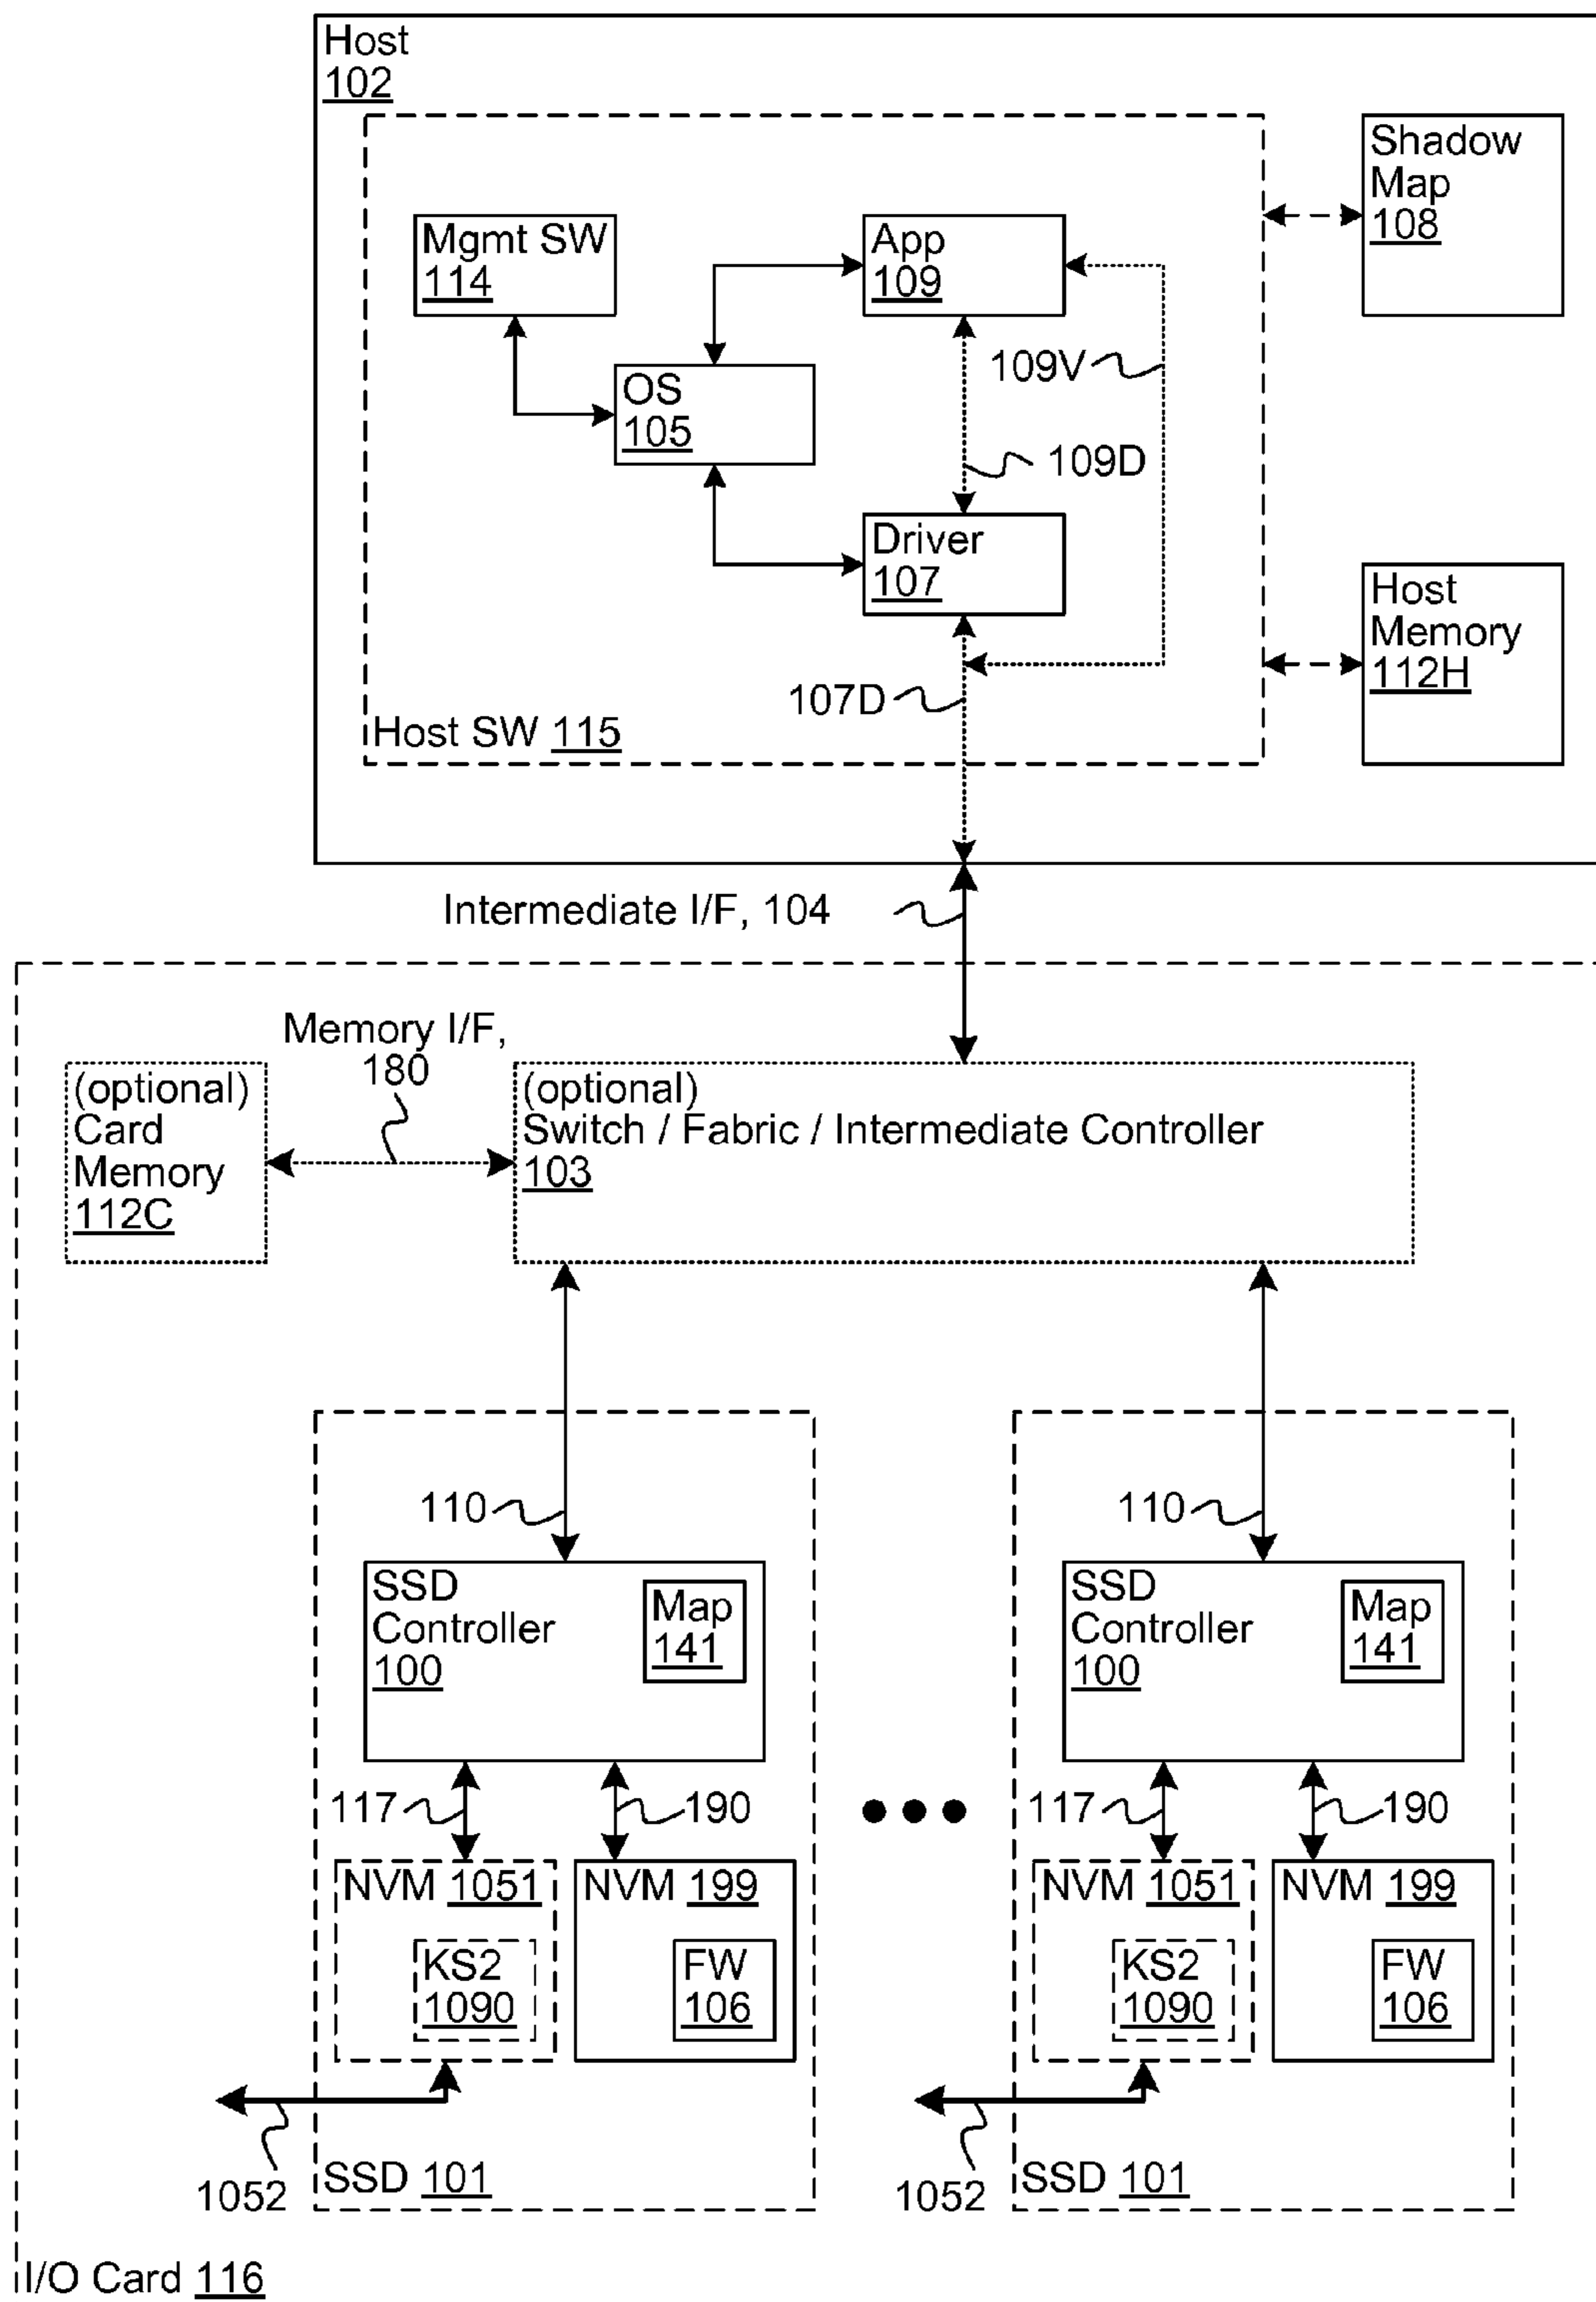 Host
102
Shadow
Map
108
Mgmt SW
114
App
109
109V
OS
105
109D
Driver
107
Host
Memory
112H
107D
Host SW 115
Intermediate I/F, 104
Memory I/F,
180
(optional)
Card
Memory
112C
(optional)
Switch / Fabric / Intermediate Controller
103
110
110
SSD
Controller
100
Map
141
SSD
Controller
100
Map
141
117
190
117
190
NVM 1051
KS2
1090
NVM 199
FW
106
NVM 1051
KS2
1090
NVM 199
FW
106
1052
SSD 101
1052
SSD 101
I/O Card 116